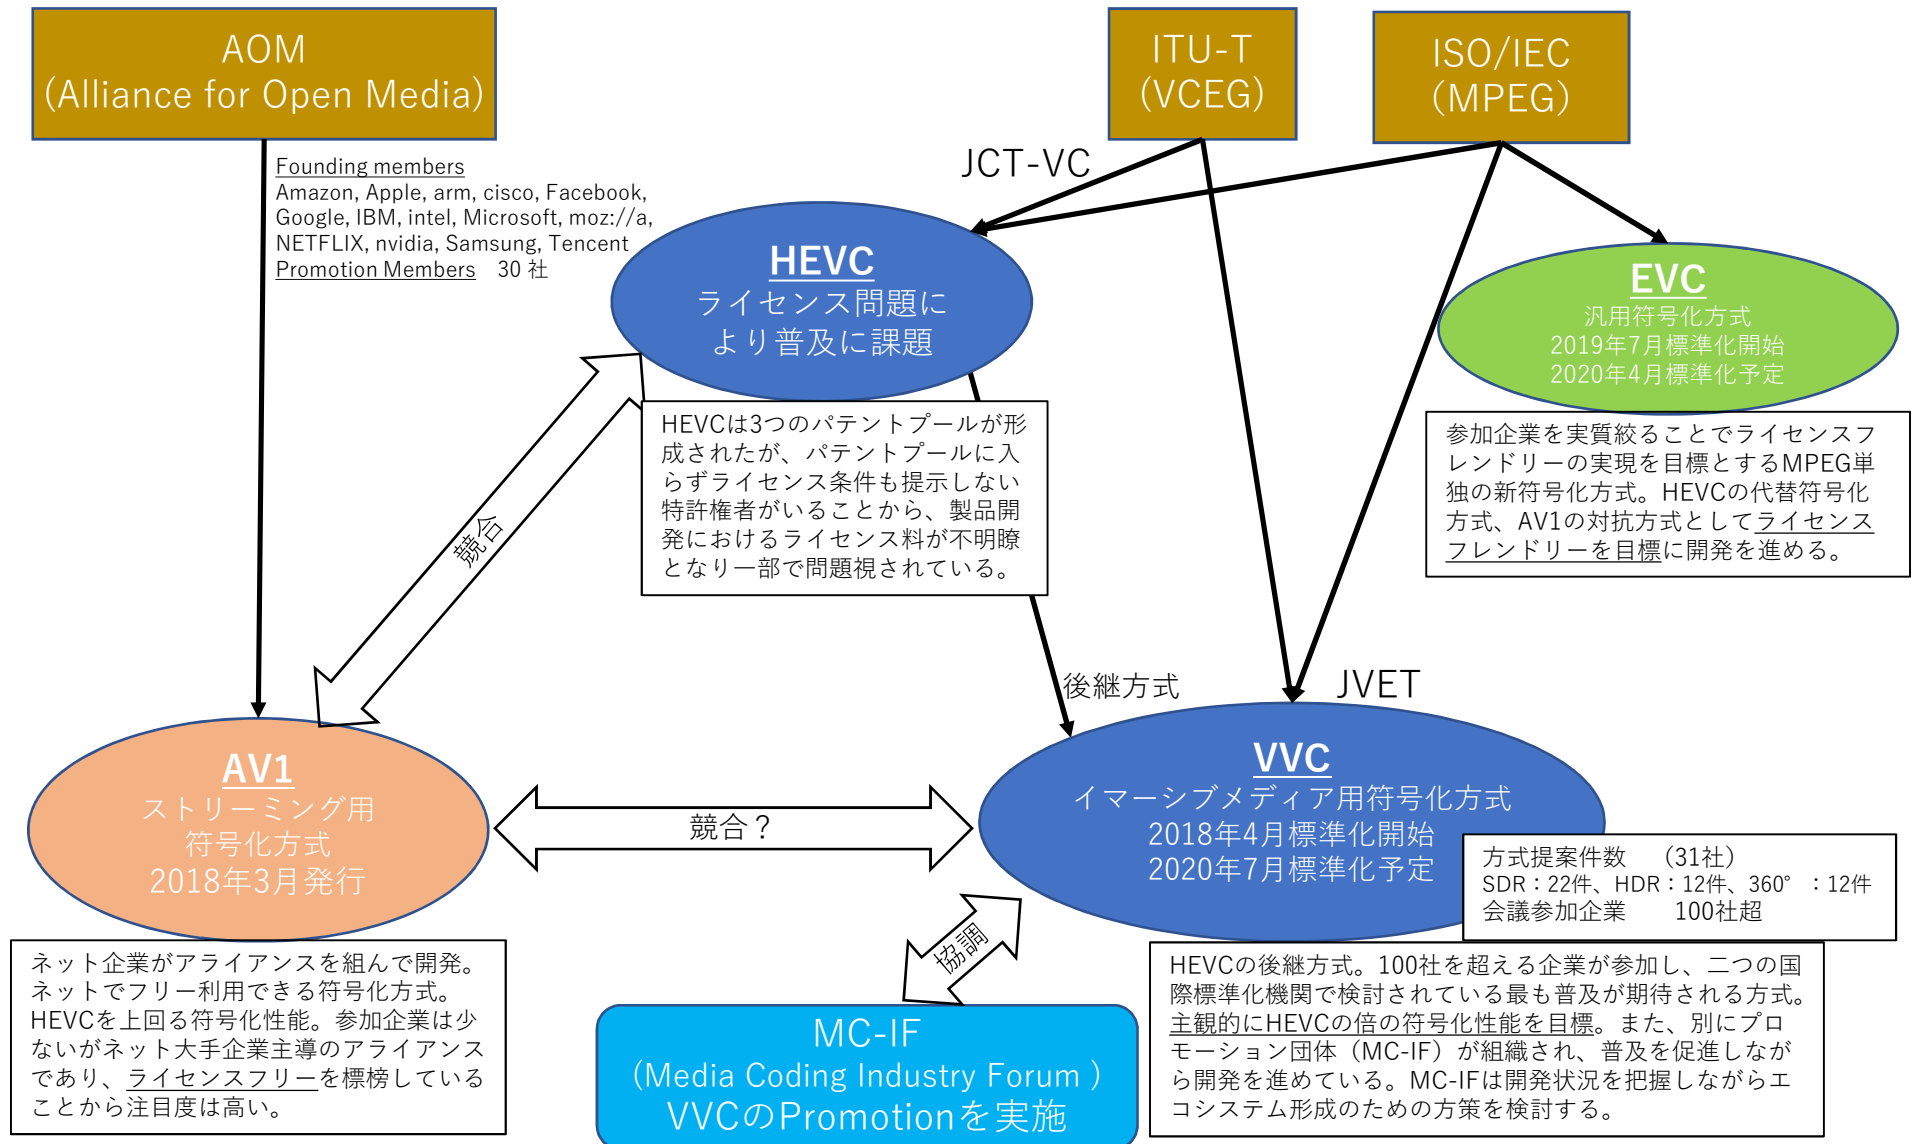 AOM
(Alliance for Open Media)
ITU-T
(VCEG)
ISO/IEC
(MPEG)
Founding members
Amazon, Apple, arm, cisco, Facebook,
Google, IBM, intel, Microsoft, moz://a,
NETFLIX, nvidia, Samsung, Tencent
Promotion Members 30 社
JCT-VC
HEVC
ライセンス問題に
より普及に課題
EVC
汎用符号化方式
2019年7月標準化開始
2020年4月標準化予定
HEVCは3つのパテントプールが形
成されたが、パテントプールに入
らずライセンス条件も提示しない
特許権者がいることから、製品開
発におけるライセンス料が不明瞭
となり一部で問題視されている。
参加企業を実質絞ることでライセンスフ
レンドリーの実現を目標とするMPEG単
独の新符号化方式。HEVCの代替符号化
方式、AV1の対抗方式としてライセンス
フレンドリーを目標に開発を進める。
競合
後継方式
JVET
AV1
ストリーミング用
符号化方式
2018年3月発行
競合？
VVC
イマーシブメディア用符号化方式
2018年4月標準化開始
2020年7月標準化予定
方式提案件数 （31社）
SDR：22件、HDR：12件、360°：12件
会議参加企業 100社超
協調
ネット企業がアライアンスを組んで開発。
ネットでフリー利用できる符号化方式。
HEVCを上回る符号化性能。参加企業は少
ないがネット大手企業主導のアライアンス
であり、ライセンスフリーを標榜している
ことから注目度は高い。
MC-IF
(Media Coding Industry Forum )
VVCのPromotionを実施
HEVCの後継方式。100社を超える企業が参加し、二つの国
際標準化機関で検討されている最も普及が期待される方式。
主観的にHEVCの倍の符号化性能を目標。また、別にプロ
モーション団体（MC-IF）が組織され、普及を促進しなが
ら開発を進めている。MC-IFは開発状況を把握しながらエ
コシステム形成のための方策を検討する。